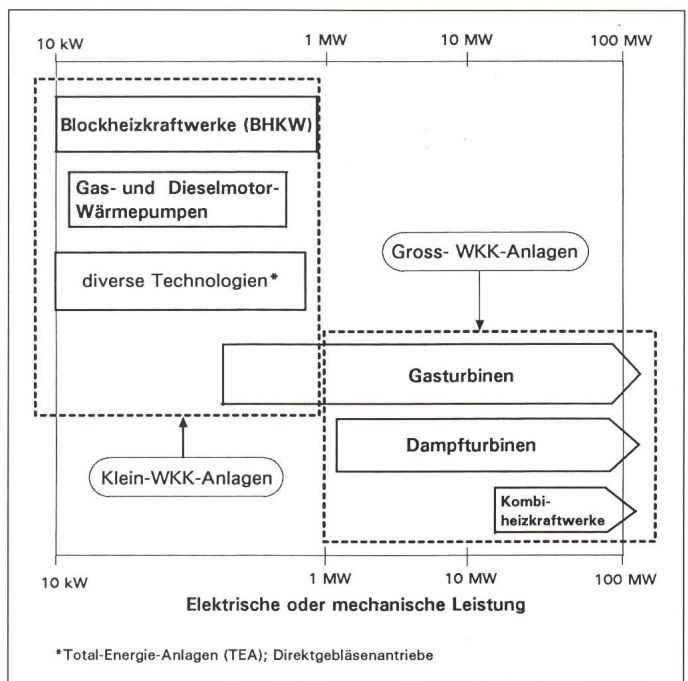 10 kW 1 MW 10 MW 100 MW
Blockheizkraftwerke (BHKW)
Gas- und Dieselmotor-
Wärmepumpen
Gross- WKK-Anlagen
diverse Technologien*
Gasturbinen
Dampfturbinen
Klein-WKK-Anlagen
Kombi-
heizkraftwerke
10 kW 1 MW 10 MW 100 MW
Elektrische oder mechanische Leistung
*Total-Energie-Anlagen (TEA); Direktgebläsenantriebe